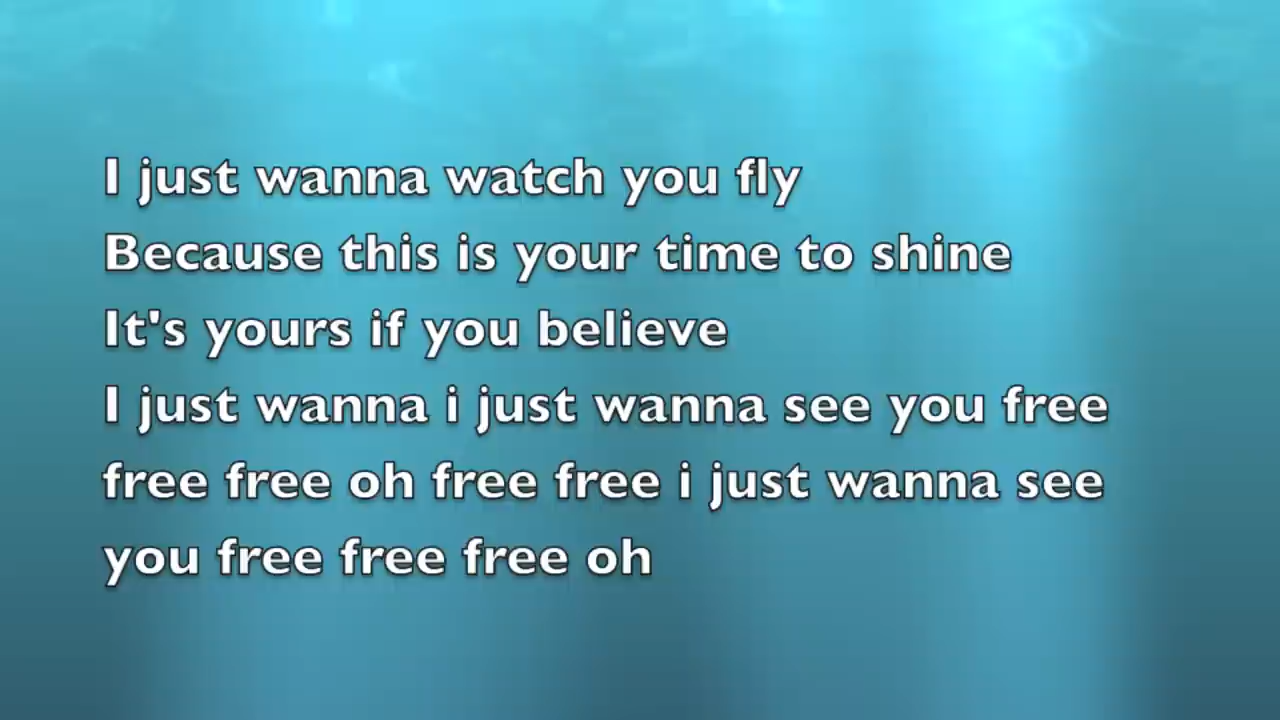 I just wanna watch you fly
Because this is your time to shine
It's yours if you believe
I just wanna i just wanna see you free
free free oh free free i just wanna see
you free free free oh